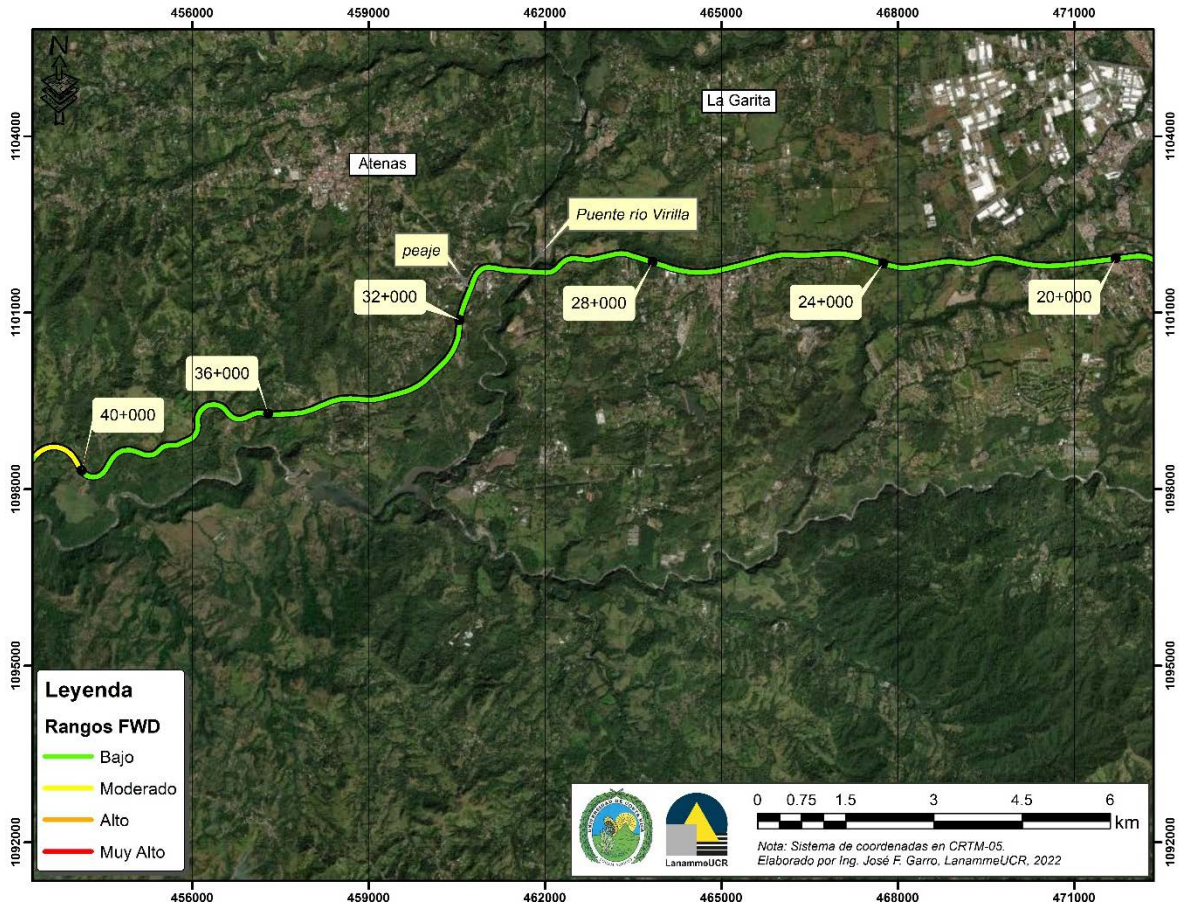 456000
459000
462000
465000
468000
471000
N
La Garita
1104000
1104000
Atenas
Puente río Virilla
peaje
32+000
28+000
24+000
20+000
1101000
1101000
36+000
40+000
1098000
1098000
1095000
1095000
Leyenda
Rangos FWD
Bajo
Moderado
Alto
Muy Alto
LanammeUCR
0 0.75 1.5 3 4.5 6
km
Nota: Sistema de coordenadas en CRTM-05.
Elaborado por Ing. José F. Garro, LanammeUCR, 2022
1092000
1092000
456000
459000
462000
465000
468000
471000